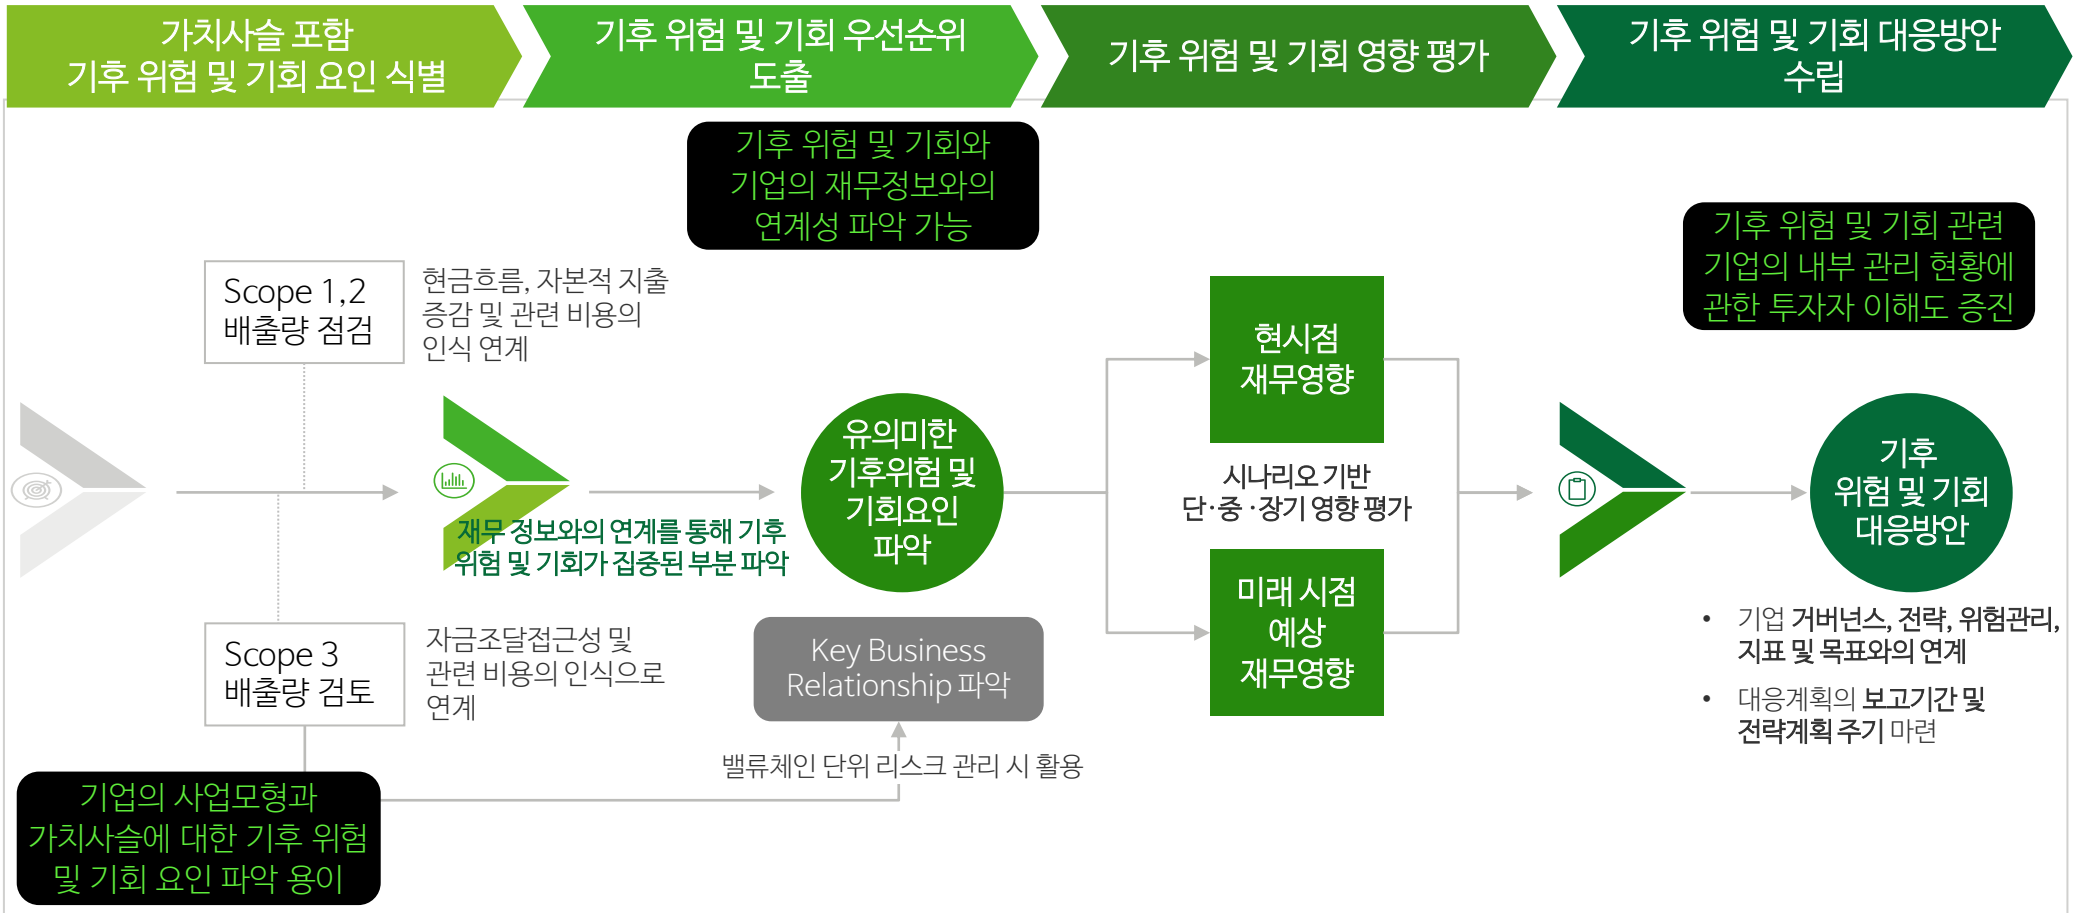 가치사슬 포함
기후 위험 및 기회 요인 식별
기후 위험 및 기회 우선순위
도출
기후 위험 및 기회 영향 평가
기후 위험 및 기회 대응방안
수립
기후 위험 및 기회와
기업의 재무정보와의
연계성 파악 가능
기후 위험 및 기회 관련
기업의 내부 관리 현황에
관한 투자자 이해도 증진
Scope 1,2
배출량 점검
현금흐름, 자본적 지출
증감 및 관련 비용의
인식 연계
재무 정보와의 연계를 통해 기후
위험 및 기회가 집중된 부분 파악
유의미한
기후위험 및
기회요인
파악
현시점
재무영향
시나리오 기반
단·중 ·장기 영향 평가
미래 시점
예상
재무영향
기후
위험 및 기회
대응방안
• 기업 거버넌스, 전략, 위험관리,
지표 및 목표와의 연계
• 대응계획의 보고기간 및
전략계획 주기 마련
Scope 3
배출량 검토
자금조달접근성 및
관련 비용의 인식으로
연계
Key Business
Relationship 파악
밸류체인 단위 리스크 관리 시 활용
기업의 사업모형과
가치사슬에 대한 기후 위험
및 기회 요인 파악 용이